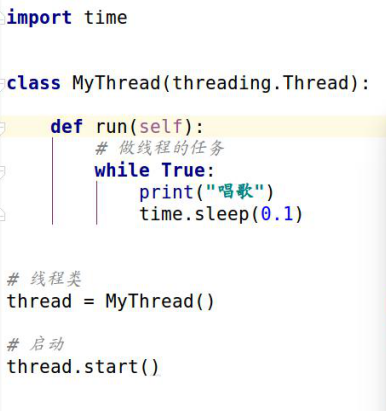 import time
class MyThread(threading.Thread):
def run(self):
# 做线程的任务
while True:
print("唱歌")
time.sleep(0.1)
# 线程类
thread = MyThread()
# 启动
thread.start()